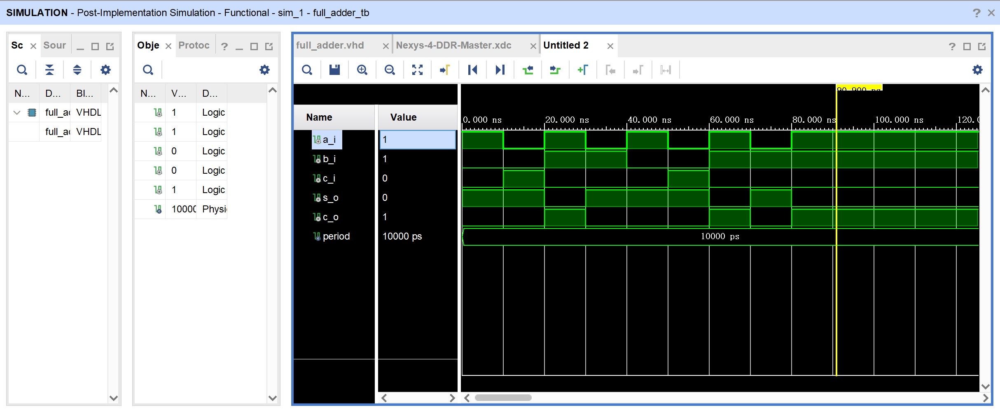 SIMULATION - Post-Implementation Simulation - Functional - sim_1 - full_adder_tb
Sc Sour
Obje Protoc
full_adder.vhd Nexys-4-DDR-Master.xdc Untitled 2
N... D... Bl...
full_ac VHDL
full_ac VHDL
N... V... D...
1 Logic
1 Logic
0 Logic
0 Logic
1 Logic
10000 Physi
Name Value
a_i 1
b_i 1
c_i 0
s_o 0
c_o 1
period 10000 ps
90.900 ns
0.000 ns 20.000 ns 40.000 ns 60.000 ns 80.000 ns 100.000 ns 120.0
10000 ps